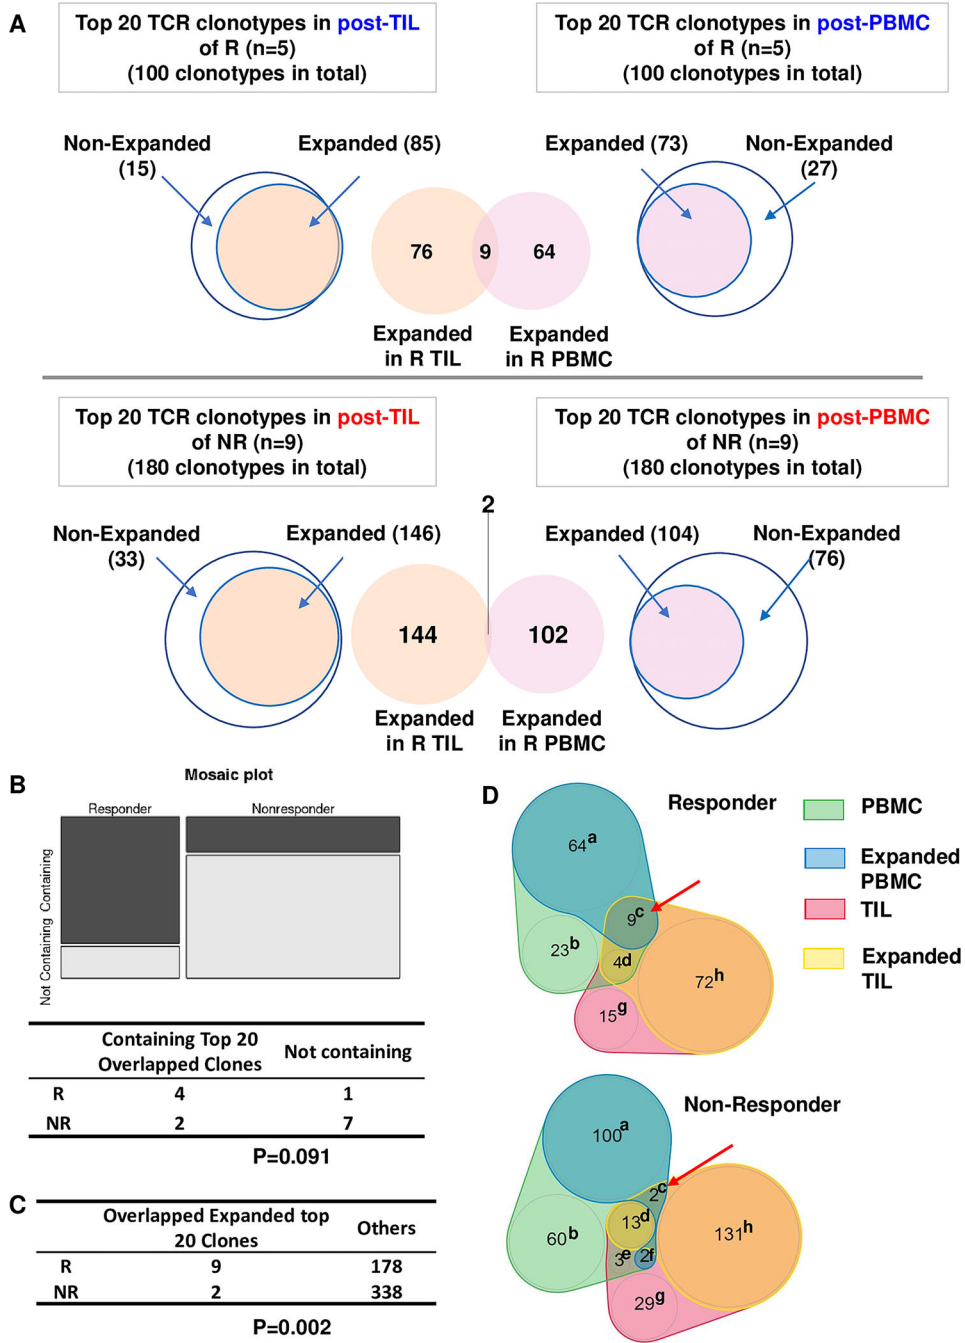 A
Top 20 TCR clonotypes in post-TIL
of R (n=5)
(100 clonotypes in total)
Top 20 TCR clonotypes in post-PBMC
of R (n=5)
(100 clonotypes in total)
Non-Expanded
(15)
Expanded (85)
Expanded (73)
Non-Expanded
(27)
76
9
64
Expanded
in R TIL
Expanded
in R PBMC
Top 20 TCR clonotypes in post-TIL
of NR (n=9)
(180 clonotypes in total)
Top 20 TCR clonotypes in post-PBMC
of NR (n=9)
(180 clonotypes in total)
2
Non-Expanded
(33)
Expanded (146)
Expanded (104)
Non-Expanded
(76)
144
102
Expanded
in R TIL
Expanded
in R PBMC
B
Mosaic plot
Responder
Nonresponder
Not Containing Containing
Containing Top 20
Overlapped Clones
Not containing
R 4 1
NR 2 7
P=0.091
C
Overlapped Expanded top
20 Clones
Others
R 9 178
NR 2 338
P=0.002
D
Responder
64a
9c
23b
4d
72h
15g
PBMC
Expanded
PBMC
TIL
Expanded
TIL
Non-Responder
100a
2c
13d
60b
131h
3e
2f
29g